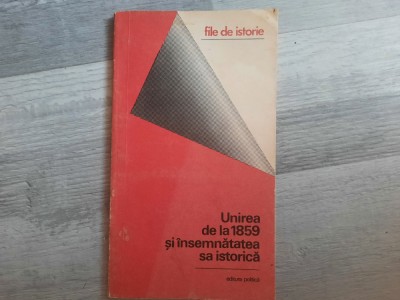 file de istorie
Unirea
de la 1859
și însemnătatea
sa istorică
editura politică